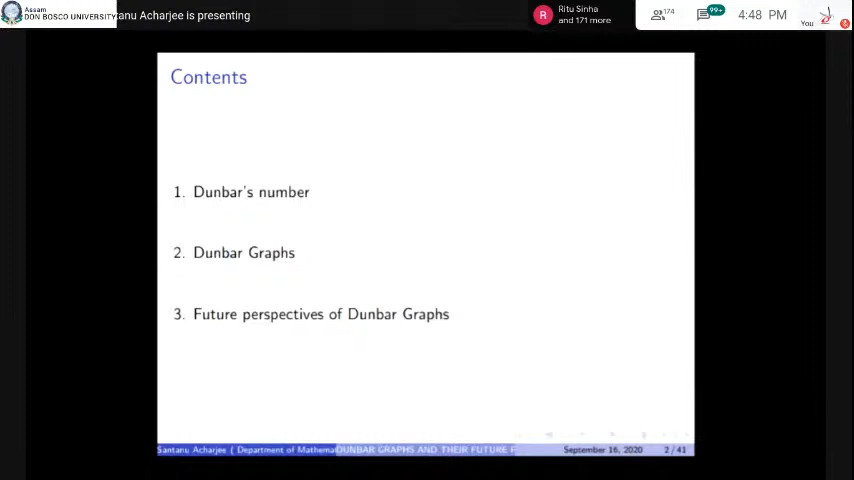 Assam
DON BOSCO UNIVERSITY
tanu Acharjee is presenting
R
Ritu Sinha
and 171 more
174
99+
4:48 PM
You
Contents
1. Dunbar's number
2. Dunbar Graphs
3. Future perspectives of Dunbar Graphs
Santanu Acharjee ( Department of Mathema
DUNBAR GRAPHS AND THEIR FUTURE
September 16, 2020
2 / 41